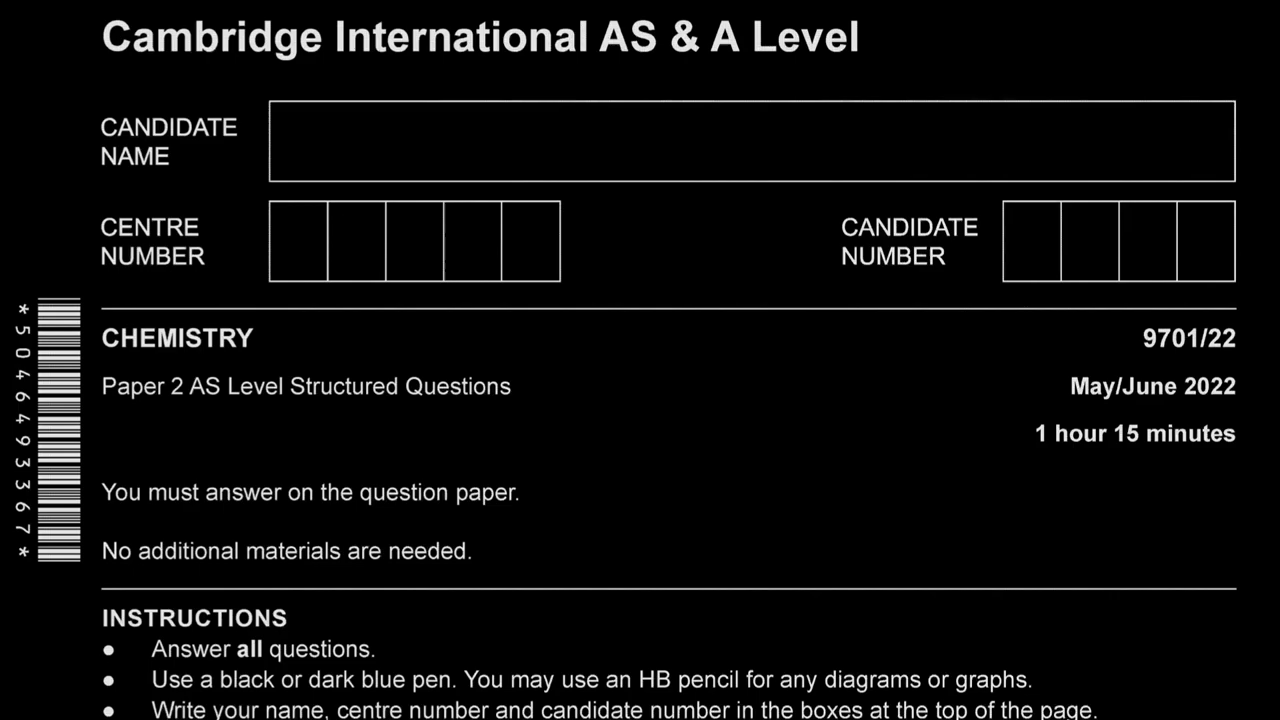 Cambridge International AS & A Level
CANDIDATE
NAME
CENTRE
NUMBER
CANDIDATE
NUMBER
*5046493367*
CHEMISTRY 9701/22
Paper 2 AS Level Structured Questions May/June 2022
1 hour 15 minutes
You must answer on the question paper.
No additional materials are needed.
INSTRUCTIONS
● Answer all questions.
● Use a black or dark blue pen. You may use an HB pencil for any diagrams or graphs.
● Write your name, centre number and candidate number in the boxes at the top of the page.